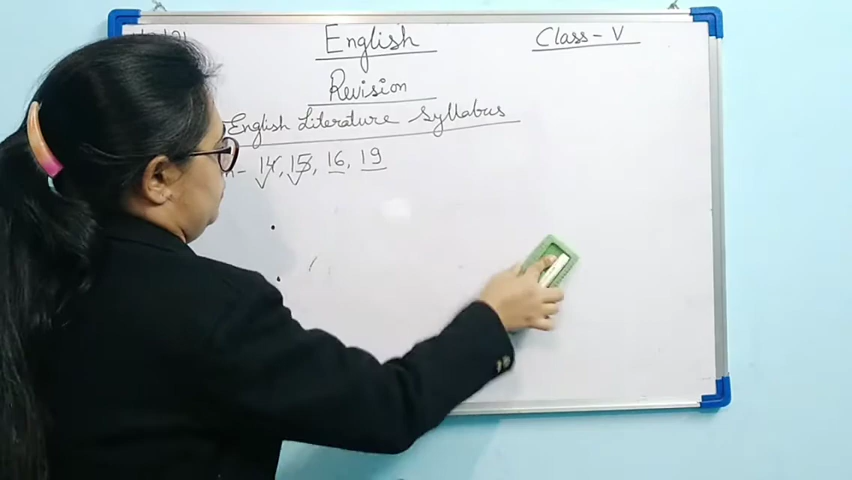 English Class-V
Revision
English Literature Syllabus
14, 15, 16, 19